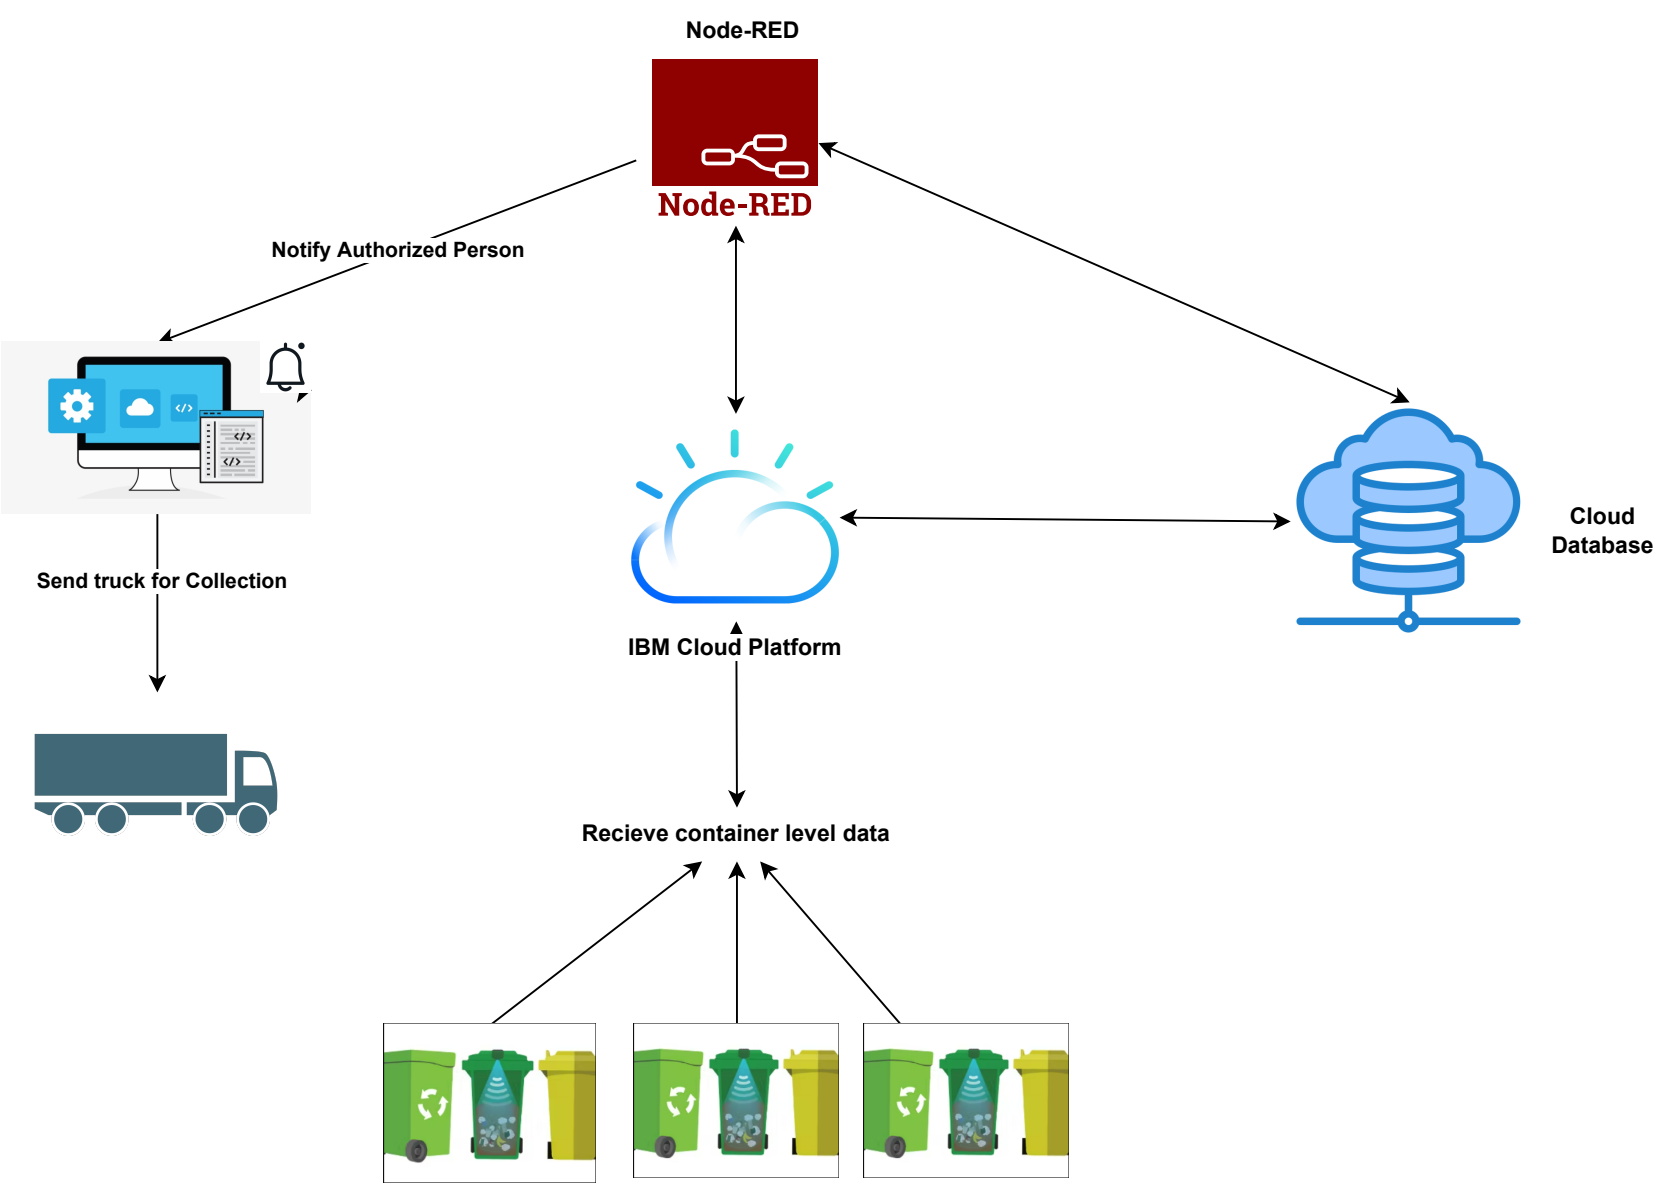 Node-RED
Node-RED
Notify Authorized Person
</>
</>
</>
Cloud
Database
Send truck for Collection
IBM Cloud Platform
Recieve container level data